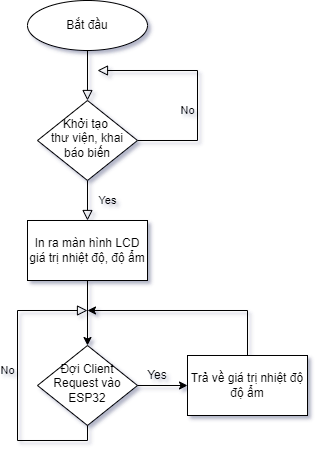 Bắt đầu
No
Khởi tạo
thư viện, khai
báo biến
Yes
In ra màn hình LCD
giá trị nhiệt độ, độ ẩm
No
Đợi Client
Request vào
ESP32
Yes
Trả về giá trị nhiệt độ
độ ẩm